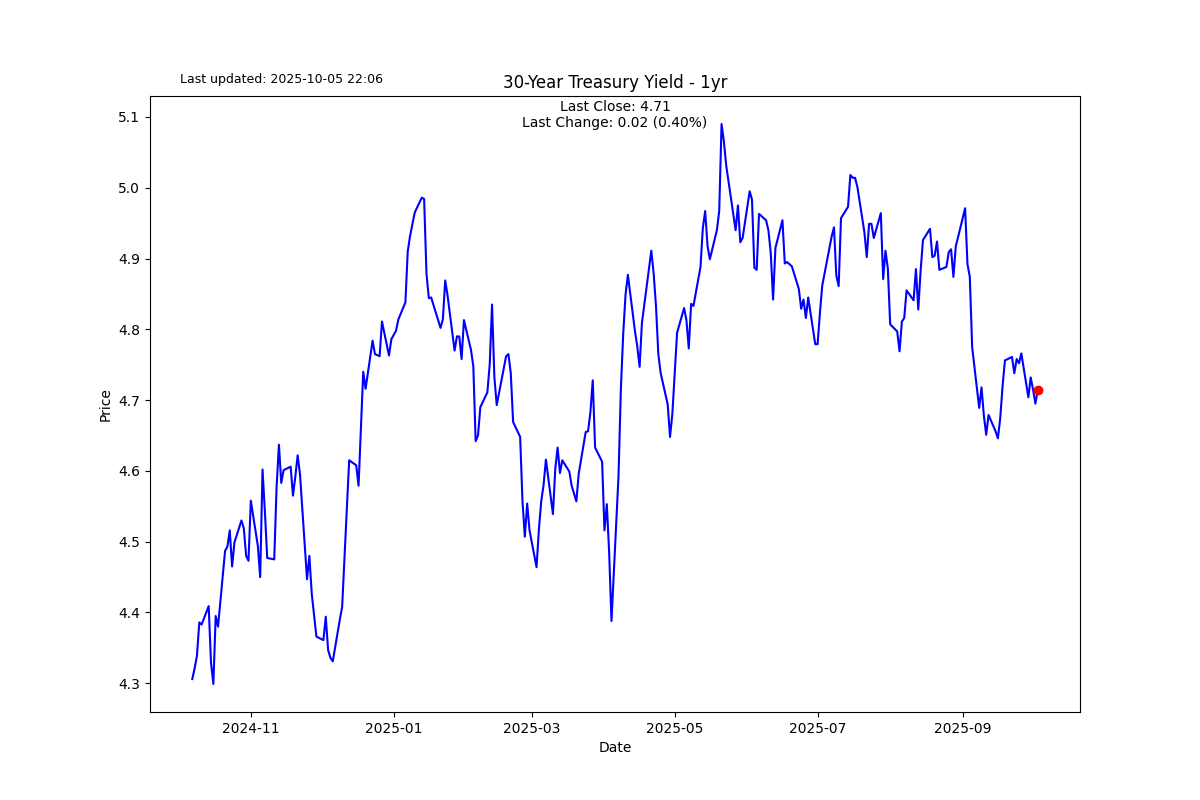 Last updated: 2025-10-05 22:06
30-Year Treasury Yield - 1yr
Last Close: 4.71
Last Change: 0.02 (0.40%)
5.1
5.0
4.9
4.8
4.7
4.6
4.5
4.4
4.3
Price
2024-11
2025-01
2025-03
2025-05
2025-07
2025-09
Date